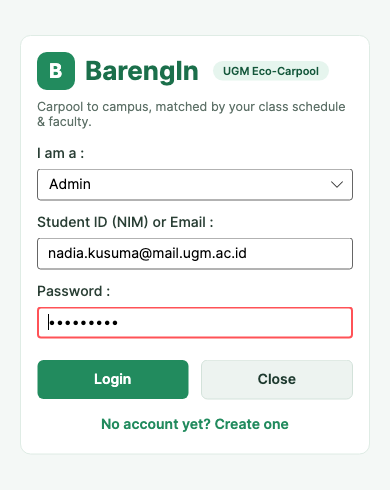 B BarengIn UGM Eco-Carpool
Carpool to campus, matched by your class schedule
& faculty.
I am a :
Admin
Student ID (NIM) or Email :
nadia.kusuma@mail.ugm.ac.id
Password :
•••••••••
Login Close
No account yet? Create one